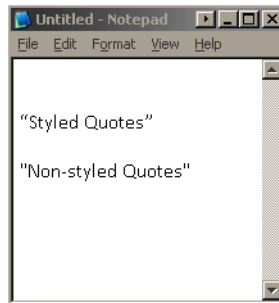 Untitled - Notepad
File Edit Format View Help
“Styled Quotes”
"Non-styled Quotes"